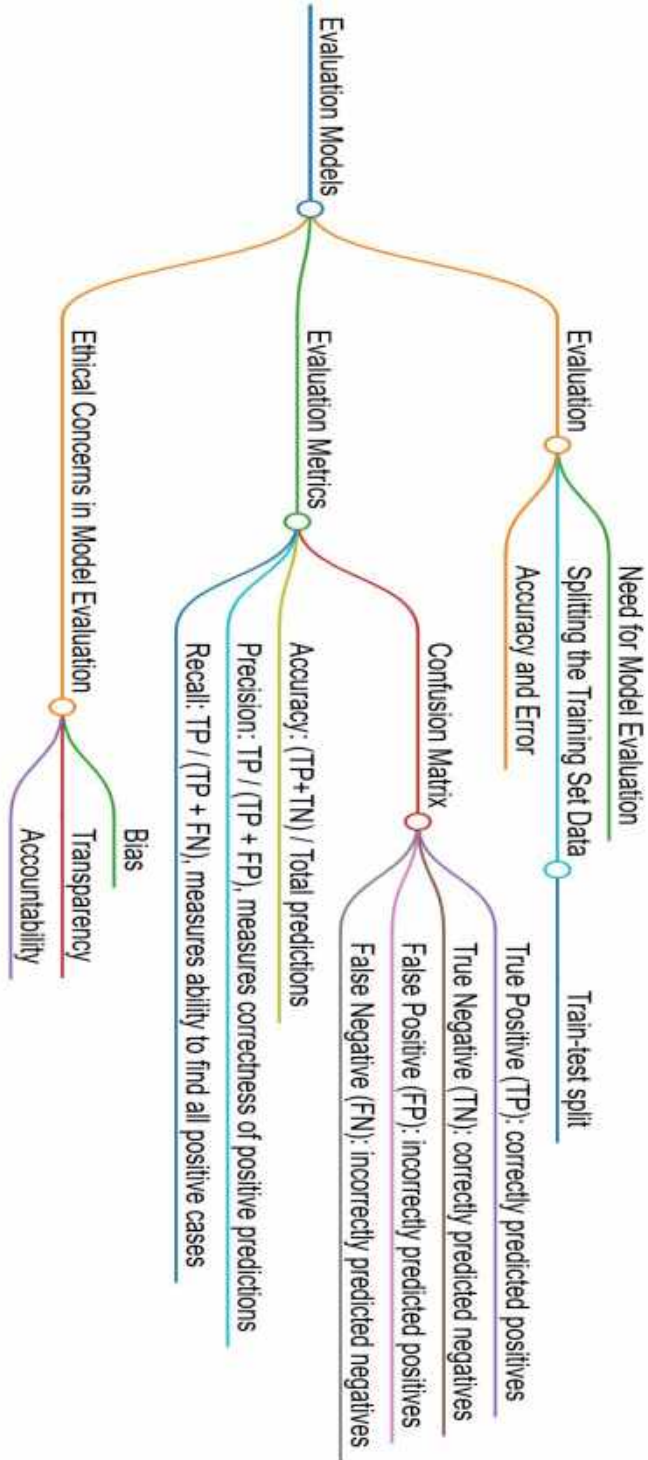 Evaluation Models
Evaluation
Need for Model Evaluation
Splitting the Training Set Data
Train-test split
Accuracy and Error
Evaluation Metrics
Confusion Matrix
True Positive (TP): correctly predicted positives
True Negative (TN): correctly predicted negatives
False Positive (FP): incorrectly predicted positives
False Negative (FN): incorrectly predicted negatives
Accuracy: (TP+TN) / Total predictions
Precision: TP / (TP + FP), measures correctness of positive predictions
Recall: TP / (TP + FN), measures ability to find all positive cases
Ethical Concerns in Model Evaluation
Bias
Transparency
Accountability